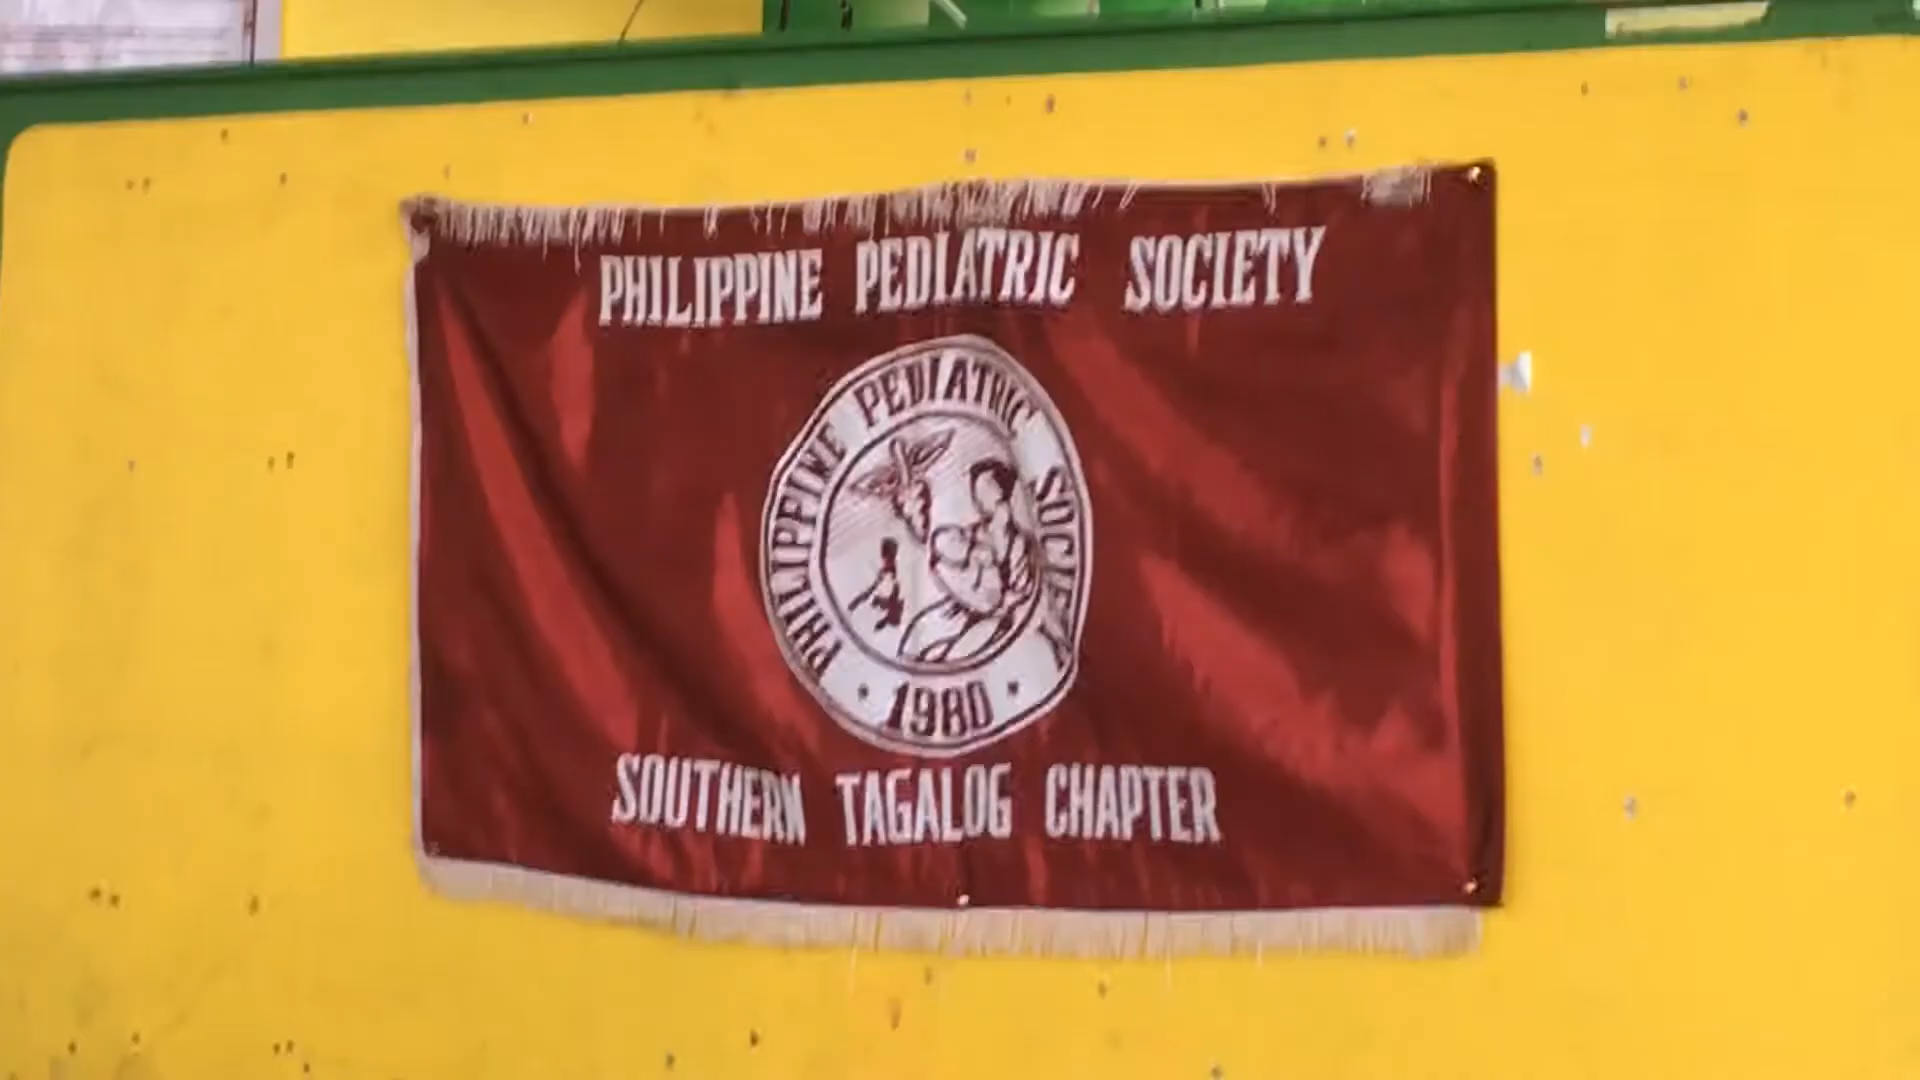 PHILIPPINE PEDIATRIC SOCIETY
PHILIPPINE PEDIATRIC SOCIETY
· 1980 ·
SOUTHERN TAGALOG CHAPTER